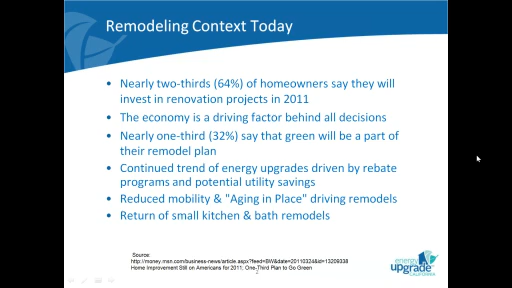 Remodeling Context Today
• Nearly two-thirds (64%) of homeowners say they will
invest in renovation projects in 2011
• The economy is a driving factor behind all decisions
• Nearly one-third (32%) say that green will be a part of
their remodel plan
• Continued trend of energy upgrades driven by rebate
programs and potential utility savings
• Reduced mobility & "Aging in Place" driving remodels
• Return of small kitchen & bath remodels
Source:
http://money.msn.com/business-news/article.aspx?feed=BW&date=20110324&id=13209938
Home Improvement Still on Americans for 2011; One-Third Plan to Go Green
2
energy
upgrade
CALIFORNIA